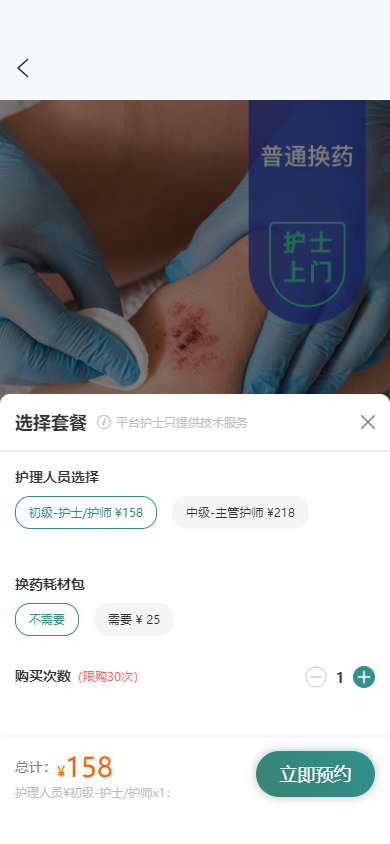 普通换药
护士
上门
选择套餐 平台护士只提供技术服务
护理人员选择
初级-护士/护师 ¥158 中级-主管护师 ¥218
换药耗材包
不需要 需要 ¥ 25
购买次数 (限购30次) 1
总计: ¥158 立即预约
护理人员¥初级-护士/护师x1;